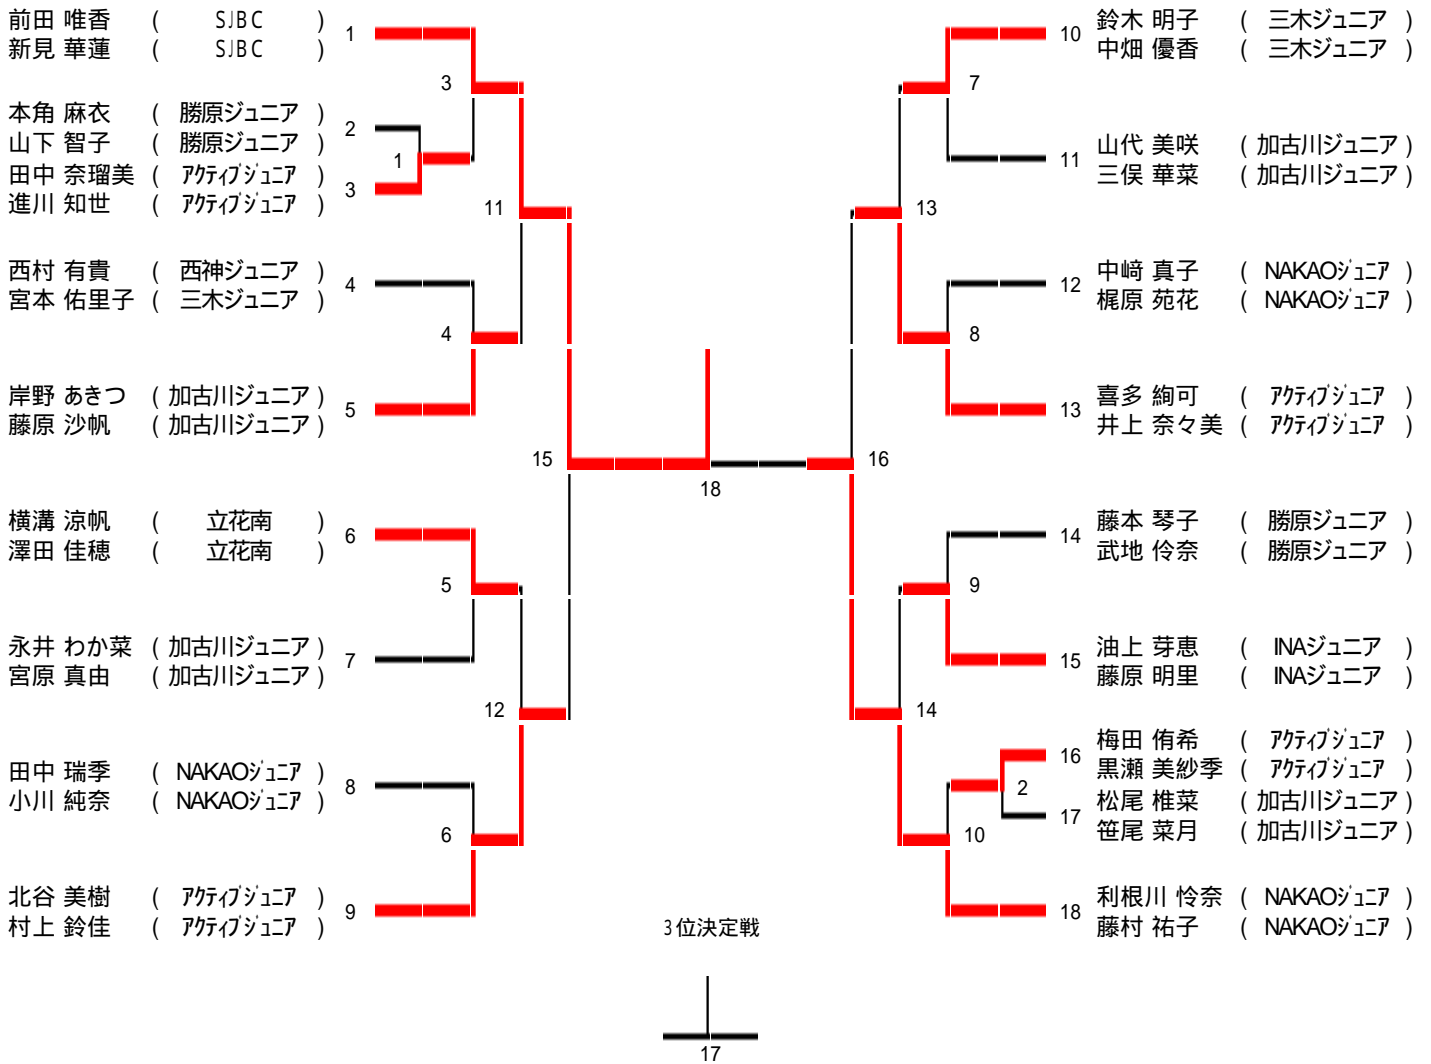 前田 唯香 ( SJBC ) 1
新見 華蓮 ( SJBC )
3
本角 麻衣 ( 勝原ジュニア ) 2
山下 智子 ( 勝原ジュニア )
1
田中 奈瑠美 ( アクティブジュニア ) 3
進川 知世 ( アクティブジュニア )
11
西村 有貴 ( 西神ジュニア ) 4
宮本 佑里子 ( 三木ジュニア )
4
岸野 あきつ ( 加古川ジュニア ) 5
藤原 沙帆 ( 加古川ジュニア )
15
横溝 涼帆 ( 立花南 ) 6
澤田 佳穂 ( 立花南 )
5
永井 わか菜 ( 加古川ジュニア ) 7
宮原 真由 ( 加古川ジュニア )
12
田中 瑞季 ( NAKAOジュニア ) 8
小川 純奈 ( NAKAOジュニア )
6
北谷 美樹 ( アクティブジュニア ) 9
村上 鈴佳 ( アクティブジュニア )
18
10 鈴木 明子 ( 三木ジュニア )
中畑 優香 ( 三木ジュニア )
7
11 山代 美咲 ( 加古川ジュニア )
三俣 華菜 ( 加古川ジュニア )
13
12 中﨑 真子 ( NAKAOジュニア )
梶原 苑花 ( NAKAOジュニア )
8
13 喜多 絢可 ( アクティブジュニア )
井上 奈々美 ( アクティブジュニア )
16
14 藤本 琴子 ( 勝原ジュニア )
武地 伶奈 ( 勝原ジュニア )
9
15 油上 芽恵 ( INAジュニア )
藤原 明里 ( INAジュニア )
14
16 梅田 侑希 ( アクティブジュニア )
黒瀬 美紗季 ( アクティブジュニア )
2
17 松尾 椎菜 ( 加古川ジュニア )
笹尾 菜月 ( 加古川ジュニア )
10
18 利根川 怜奈 ( NAKAOジュニア )
藤村 祐子 ( NAKAOジュニア )
3位決定戦
17